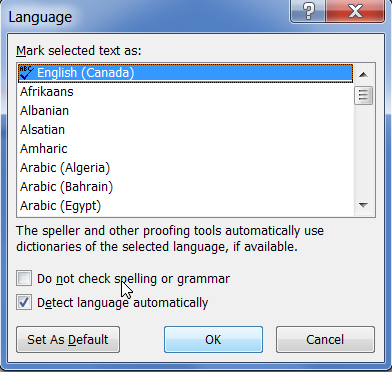 Language
?
Mark selected text as:
ABC English (Canada)
Afrikaans
Albanian
Alsatian
Amharic
Arabic (Algeria)
Arabic (Bahrain)
Arabic (Egypt)
The speller and other proofing tools automatically use
dictionaries of the selected language, if available.
Do not check spelling or grammar
Detect language automatically
Set As Default
OK
Cancel